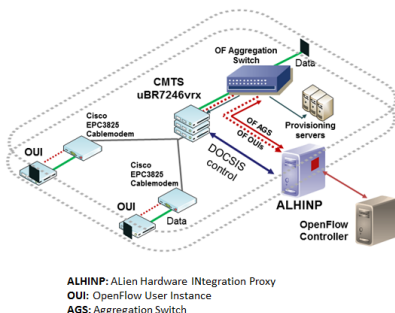 OF Aggregation
Switch
Data
CMTS
uBR7246vrx
Provisioning
servers
Cisco
EPC3825
Cablemodem
OUI
OF AGS
OF OUIs
DOCSIS
control
Cisco
EPC3825
Cablemodem
OUI
Data
ALHINP
OpenFlow
Controller
ALHINP: ALien Hardware INtegration Proxy
OUI: OpenFlow User Instance
AGS: Aggregation Switch